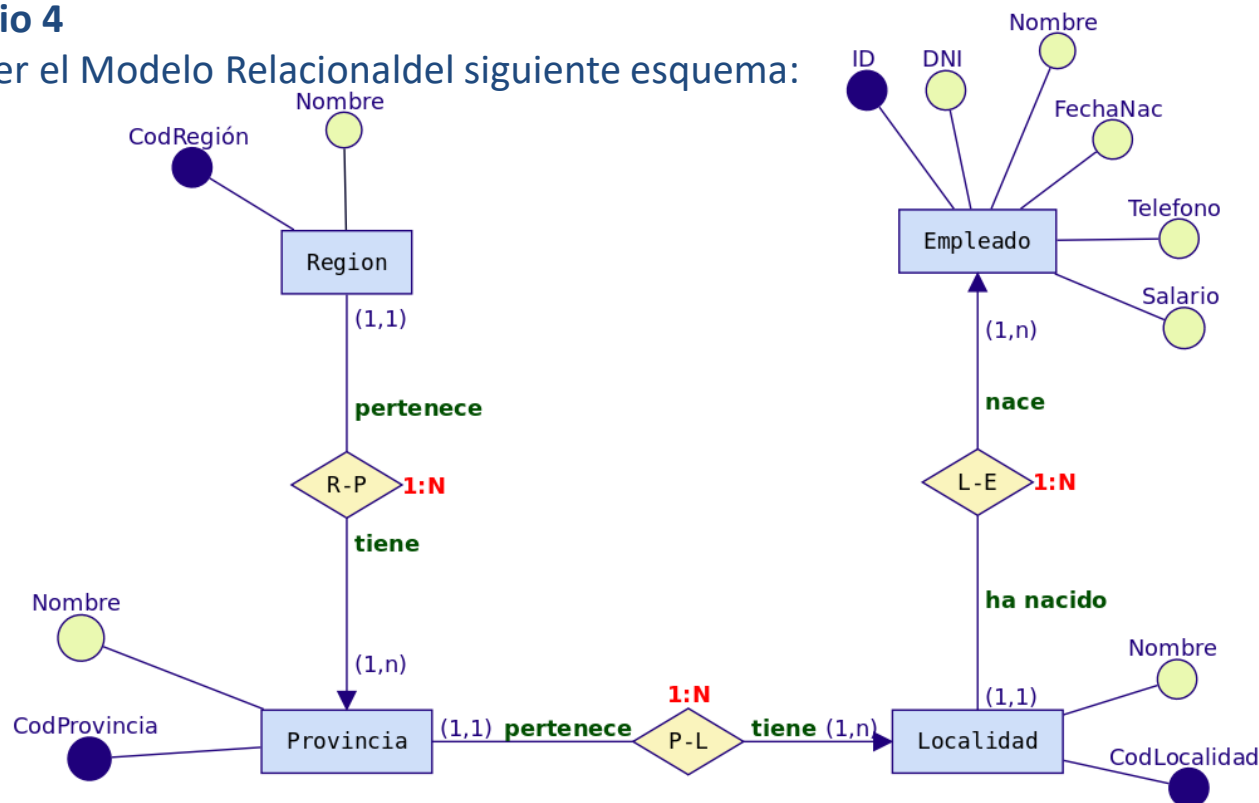 io 4
er el Modelo Relacionaldel siguiente esquema:
Nombre
CodRegión
Region
(1,1)
pertenece
R-P
1:N
tiene
(1,n)
Nombre
CodProvincia
Provincia
(1,1)
pertenece
1:N
P-L
tiene
(1,n)
Localidad
Nombre
CodLocalidad
(1,1)
ha nacido
L-E
1:N
nace
(1,n)
Empleado
ID
DNI
Nombre
FechaNac
Telefono
Salario